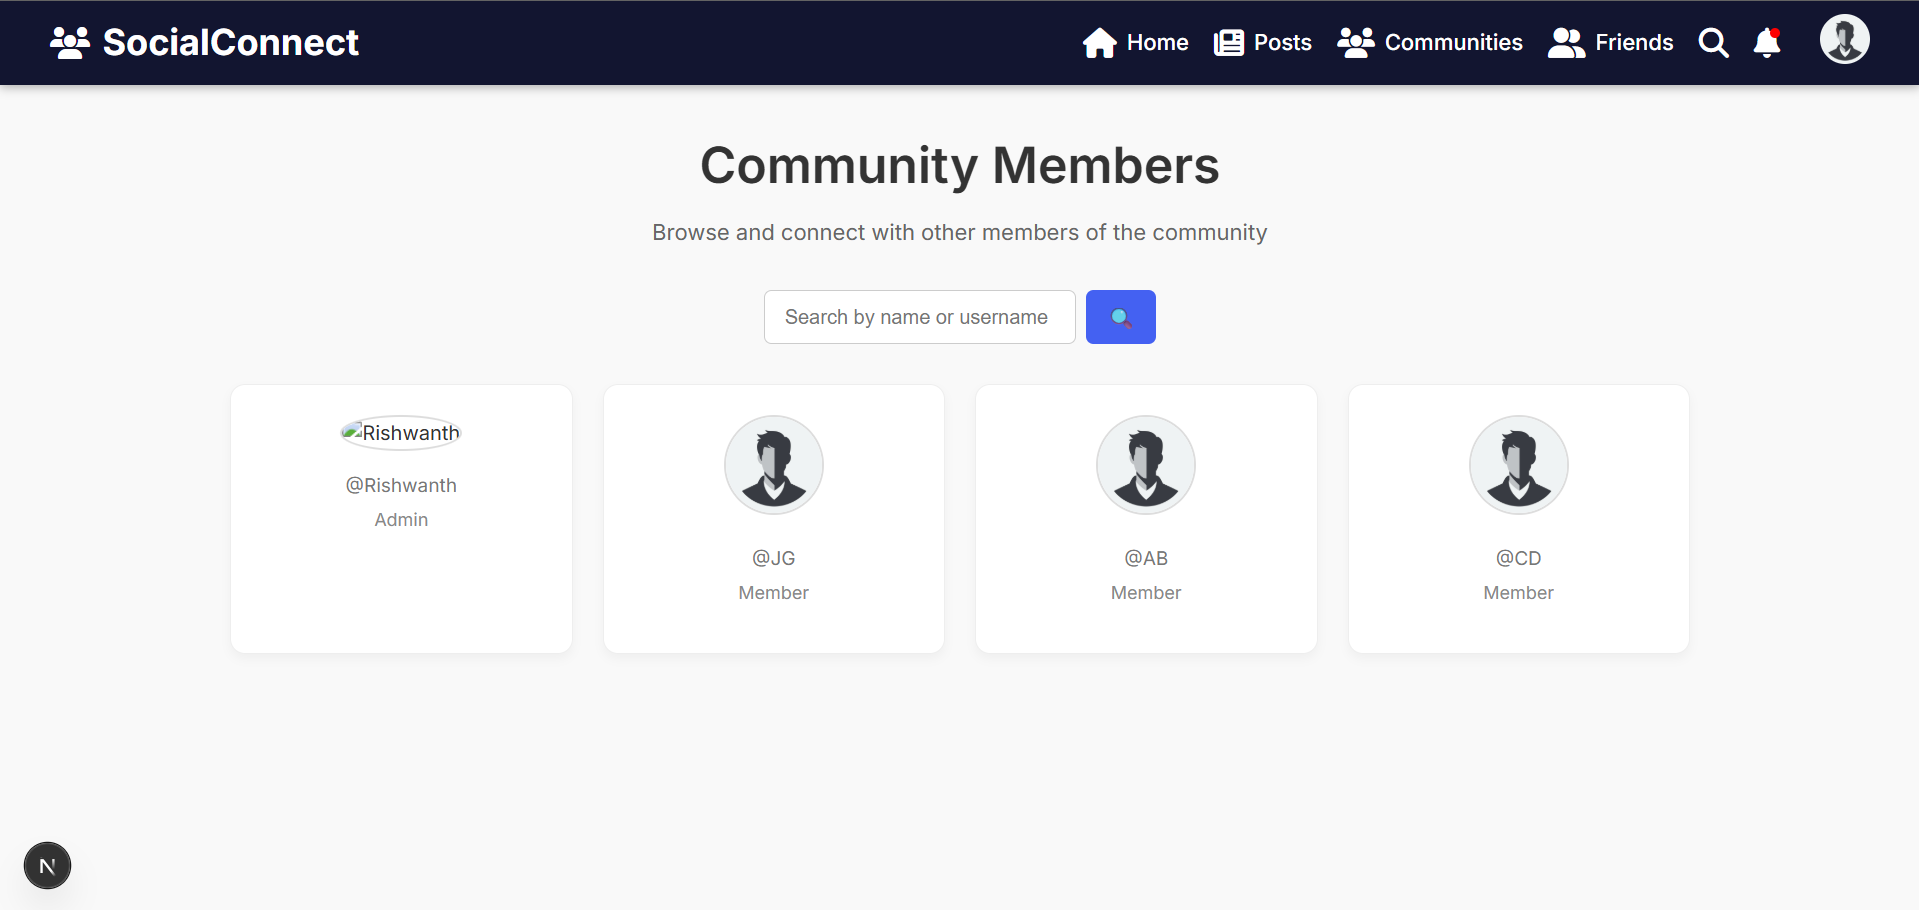 SocialConnect
Home
Posts
Communities
Friends
Community Members
Browse and connect with other members of the community
Search by name or username
Rishwanth
@Rishwanth
Admin
@JG
Member
@AB
Member
@CD
Member
N